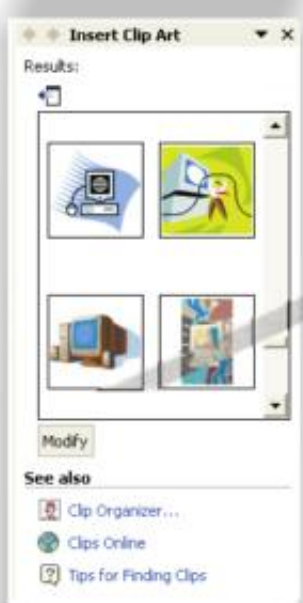 Insert Clip Art
Results:
Modify
See also
Clip Organizer...
Clips Online
Tips for Finding Clips